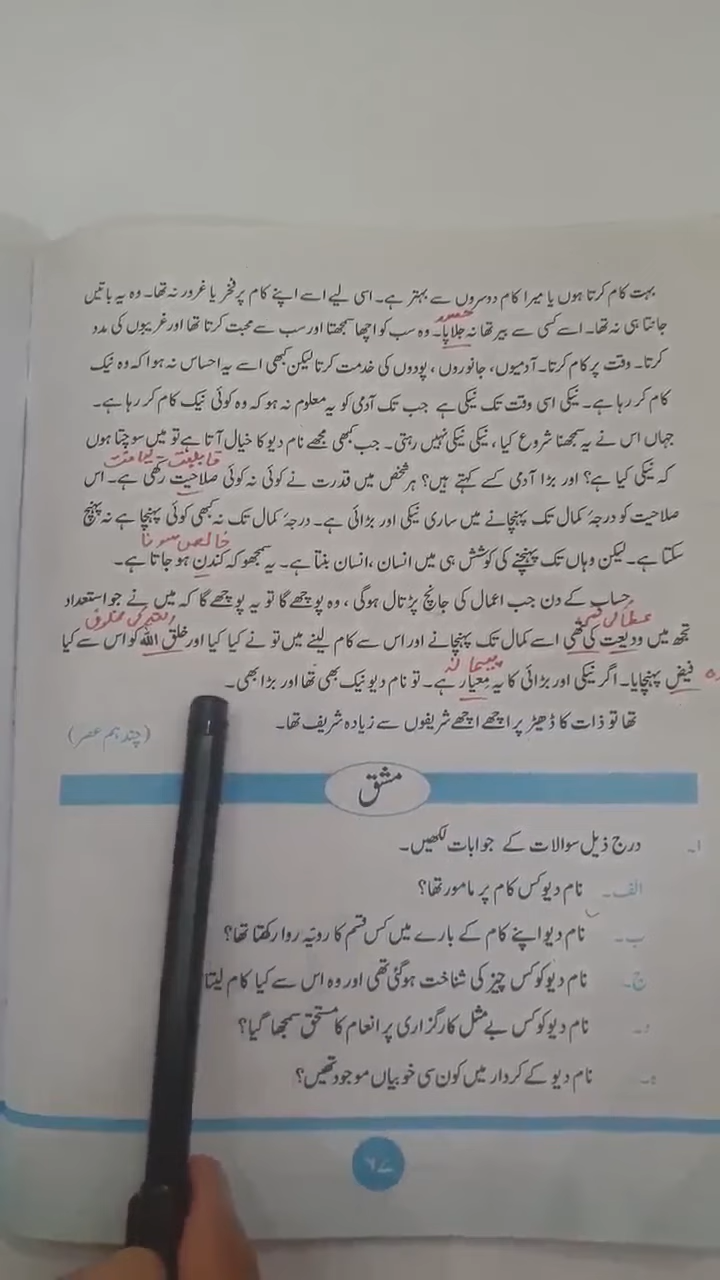 بہت کام کرتا ہوں یا میرا کام دوسروں سے بہتر ہے۔ اسی لیے اسے اپنے کام پر فخر یا غرور نہ تھا۔ وہ یہ باتیں
جانتا ہی نہ تھا۔ اسے کسی سے بیر تھا نہ جلاپا۔ وہ سب کو اچھا سمجھتا اور سب سے محبت کرتا تھا اور غریبوں کی مدد
حسد
کرتا۔ وقت پر کام کرتا۔ آدمیوں، جانوروں، پودوں کی خدمت کرتا لیکن کبھی اسے یہ احساس نہ ہوا کہ وہ نیک
کام کر رہا ہے۔ نیکی اسی وقت تک نیکی ہے جب تک آدمی کو یہ معلوم نہ ہو کہ وہ کوئی نیک کام کر رہا ہے۔
جہاں اس نے یہ سمجھنا شروع کیا، نیکی نیکی نہیں رہتی۔ جب کبھی مجھے نام دیو کا خیال آتا ہے تو میں سوچتا ہوں
کہ نیکی کیا ہے؟ اور بڑا آدمی کسے کہتے ہیں؟ ہر شخص میں قدرت نے کوئی نہ کوئی صلاحیت رکھی ہے۔ اس
صلاحیت کو درجۂ کمال تک پہنچانے میں ساری نیکی اور بڑائی ہے۔ درجۂ کمال تک نہ کبھی کوئی پہنچا ہے نہ پہنچ
خالص سونا
سکتا ہے۔ لیکن وہاں تک پہنچنے کی کوشش ہی میں انسان، انسان بنتا ہے۔ یہ سمجھو کہ کندن ہو جاتا ہے۔
حساب کے دن جب اعمال کی جانچ پڑتال ہوگی، وہ پوچھے گا تو یہ پوچھے گا کہ میں نے جو استعداد
اللہ کی مخلوق
تجھ میں ودیعت کی تھی اسے کمال تک پہنچانے اور اس سے کام لینے میں تو نے کیا کیا اور خلق اللہ کو اس سے کیا
پیمانہ
فیض پہنچایا۔ اگر نیکی اور بڑائی کا یہ معیار ہے۔ تو نام دیو نیک بھی تھا اور بڑا بھی۔
تھا تو ذات کا ڈھیڑ پر اچھے اچھے شریفوں سے زیادہ شریف تھا۔
(چند ہم عصر)
مشق
۱۔ درج ذیل سوالات کے جوابات لکھیں۔
الف۔ نام دیو کس کام پر مامور تھا؟
ب۔ نام دیو اپنے کام کے بارے میں کس قسم کا رویّہ روا رکھتا تھا؟
ج۔ نام دیو کو کس چیز کی شناخت ہو گئی تھی اور وہ اس سے کیا کام لیتا
د۔ نام دیو کو کس بے مثل کارگزاری پر انعام کا مستحق سمجھا گیا؟
ہ۔ نام دیو کے کردار میں کون سی خوبیاں موجود تھیں؟